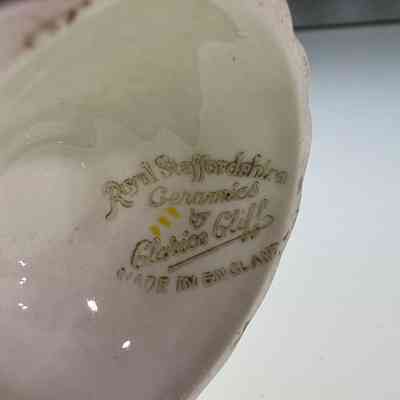 Royal Staffordshire
Ceramics
by
Clarice Cliff
MADE IN ENGLAND